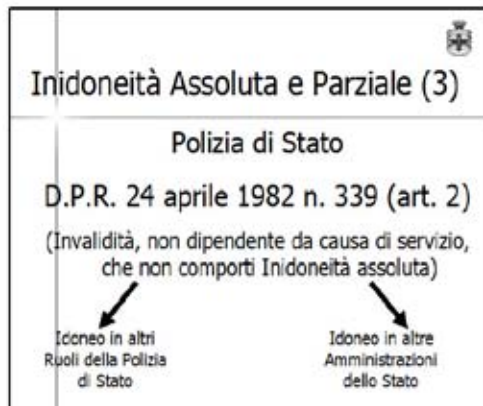 Inidoneità Assoluta e Parziale (3)
Polizia di Stato
D.P.R. 24 aprile 1982 n. 339 (art. 2)
(Invalidità, non dipendente da causa di servizio,
che non comporti Inidoneità assoluta)
Idoneo in altri
Ruoli della Polizia
di Stato
Idoneo in altre
Amministrazioni
dello Stato